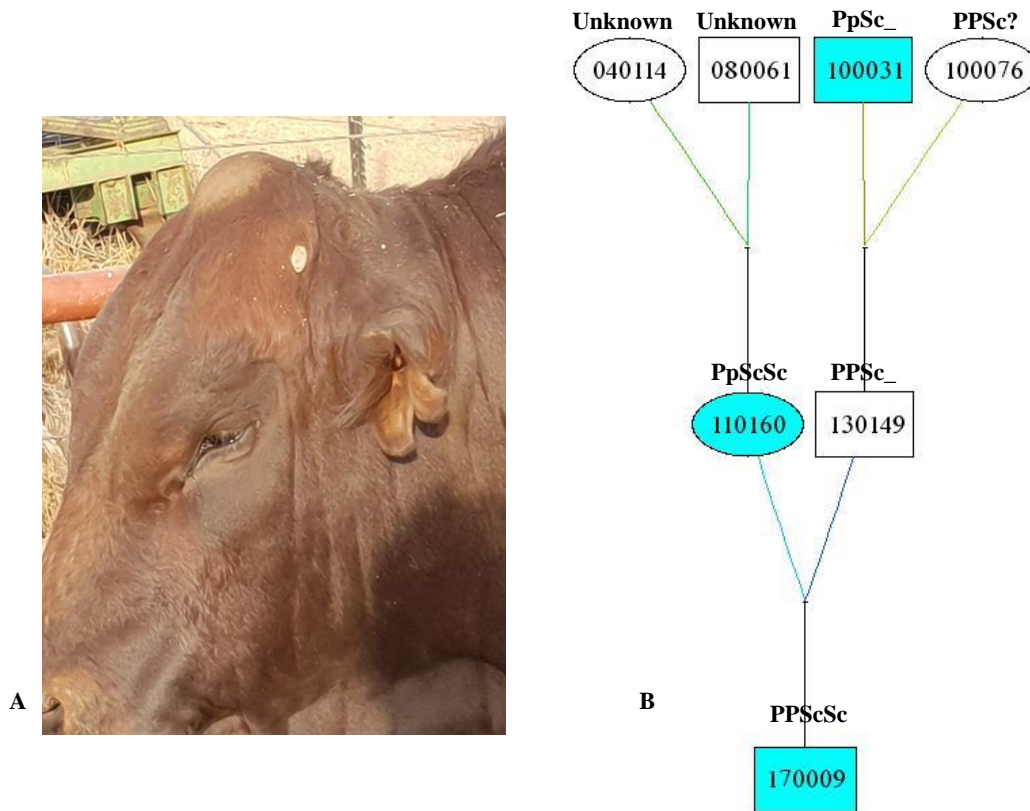 Unknown Unknown PpSc_ PPSc?
040114 080061 100031 100076
PpScSc PPSc_
110160 130149
A B
PPScSc
170009